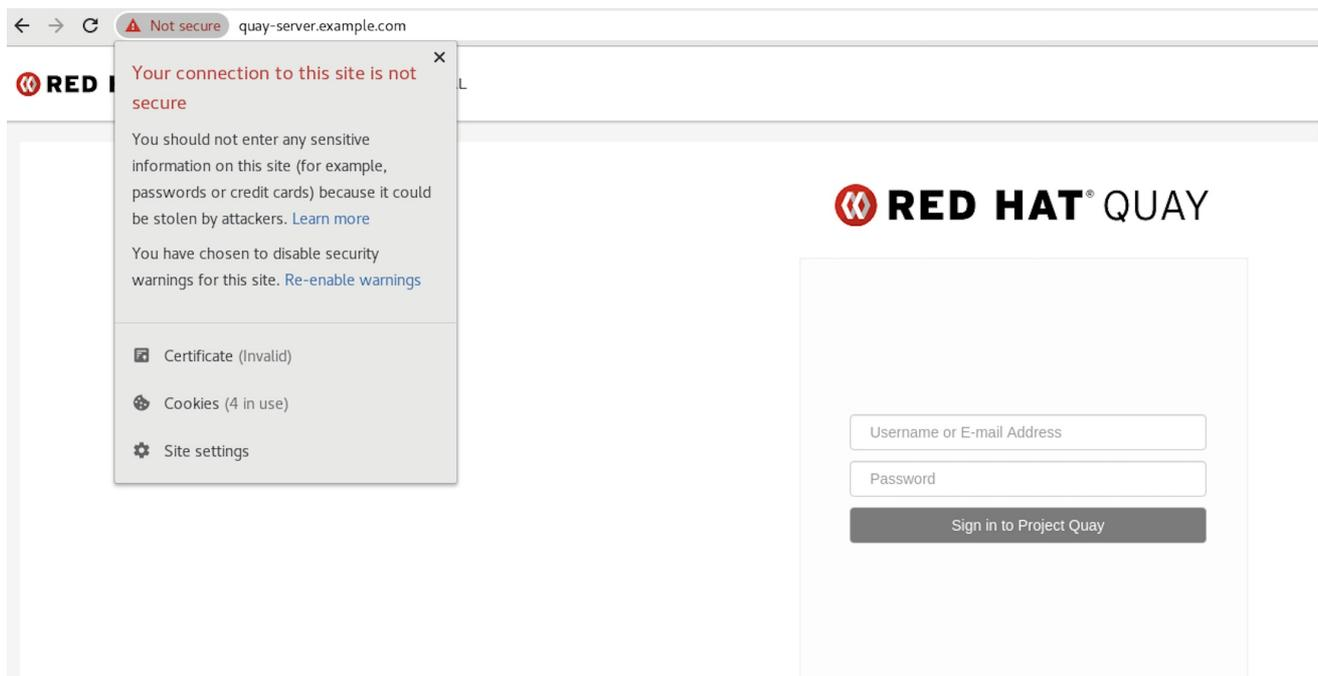 Not secure quay-server.example.com
RED
Your connection to this site is not
secure
You should not enter any sensitive
information on this site (for example,
passwords or credit cards) because it could
be stolen by attackers. Learn more
You have chosen to disable security
warnings for this site. Re-enable warnings
Certificate (Invalid)
Cookies (4 in use)
Site settings
RED HAT® QUAY
Username or E-mail Address
Password
Sign in to Project Quay